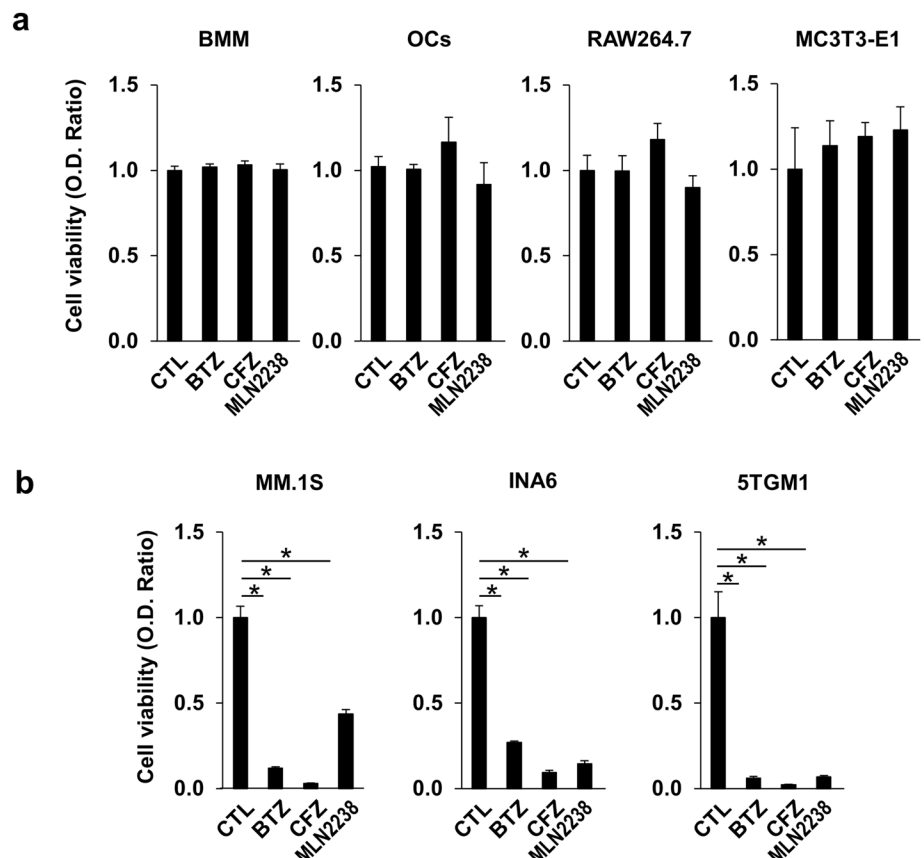 a
BMM OCs RAW264.7 MC3T3-E1
Cell viability (O.D. Ratio)
1.5 1.5 1.5 1.5
1.0 1.0 1.0 1.0
0.5 0.5 0.5 0.5
0.0 0.0 0.0 0.0
CTL BTZ CFZ MLN2238 CTL BTZ CFZ MLN2238 CTL BTZ CFZ MLN2238 CTL BTZ CFZ MLN2238
b
MM.1S INA6 5TGM1
Cell viability (O.D. Ratio)
1.5 1.5 1.5
* * *
* * *
* * *
1.0 1.0 1.0
0.5 0.5 0.5
0.0 0.0 0.0
CTL BTZ CFZ MLN2238 CTL BTZ CFZ MLN2238 CTL BTZ CFZ MLN2238